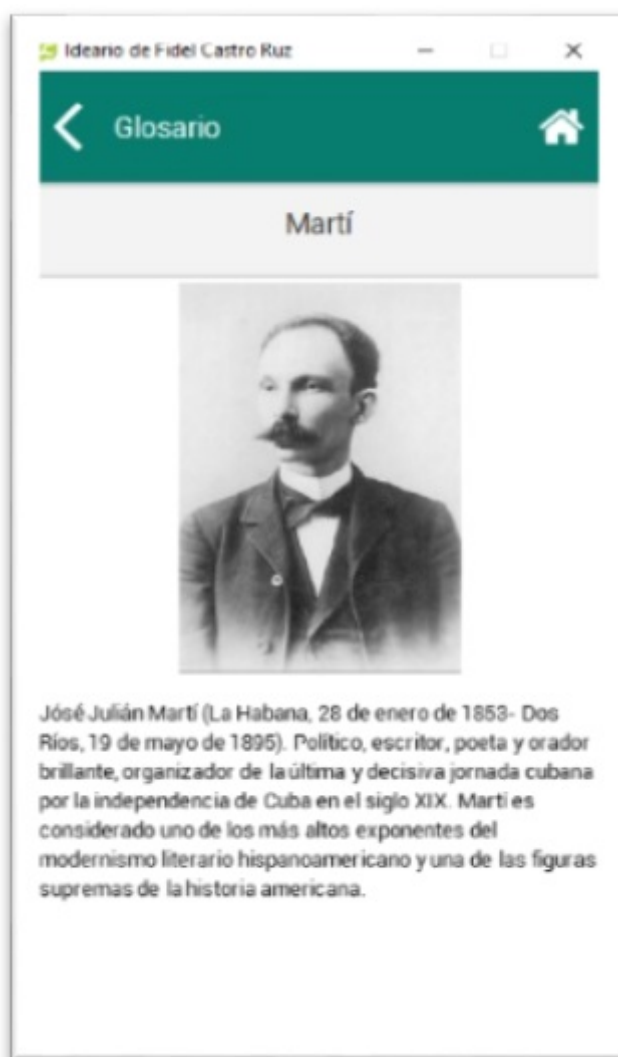 Ideario de Fidel Castro Ruz
Glosario
Martí
Jósé Julián Martí (La Habana, 28 de enero de 1853- Dos
Ríos, 19 de mayo de 1895). Político, escritor, poeta y orador
brillante, organizador de la última y decisiva jornada cubana
por la independencia de Cuba en el siglo XIX. Martí es
considerado uno de los más altos exponentes del
modernismo literario hispanoamericano y una de las figuras
supremas de la historia americana.